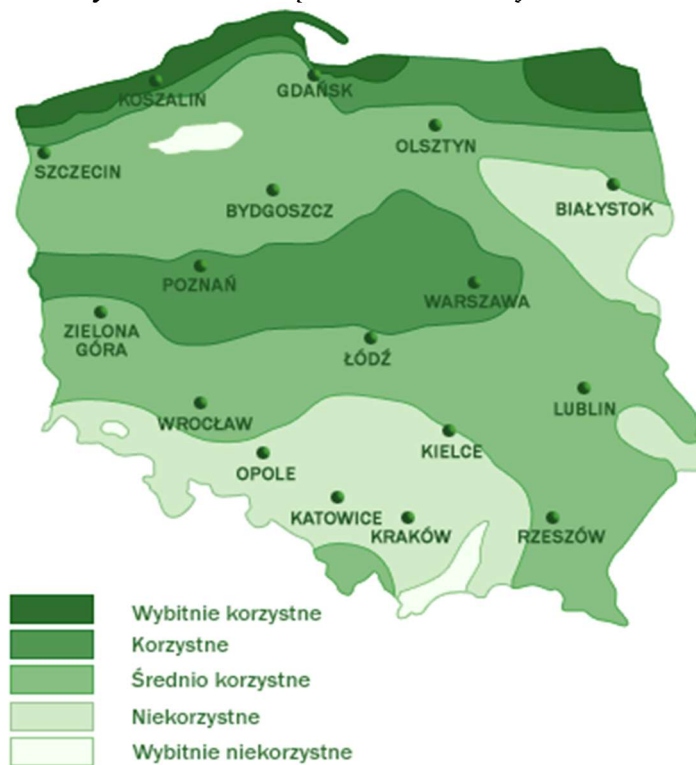 KOSZALIN
GDAŃSK
OLSZTYN
SZCZECIN
BYDGOSZCZ
BIAŁYSTOK
POZNAŃ
WARSZAWA
ZIELONA
GÓRA
ŁÓDŹ
WROCŁAW
LUBLIN
OPOLE
KIELCE
KATOWICE
KRAKÓW
RZESZÓW
Wybitnie korzystne
Korzystne
Średnio korzystne
Niekorzystne
Wybitnie niekorzystne